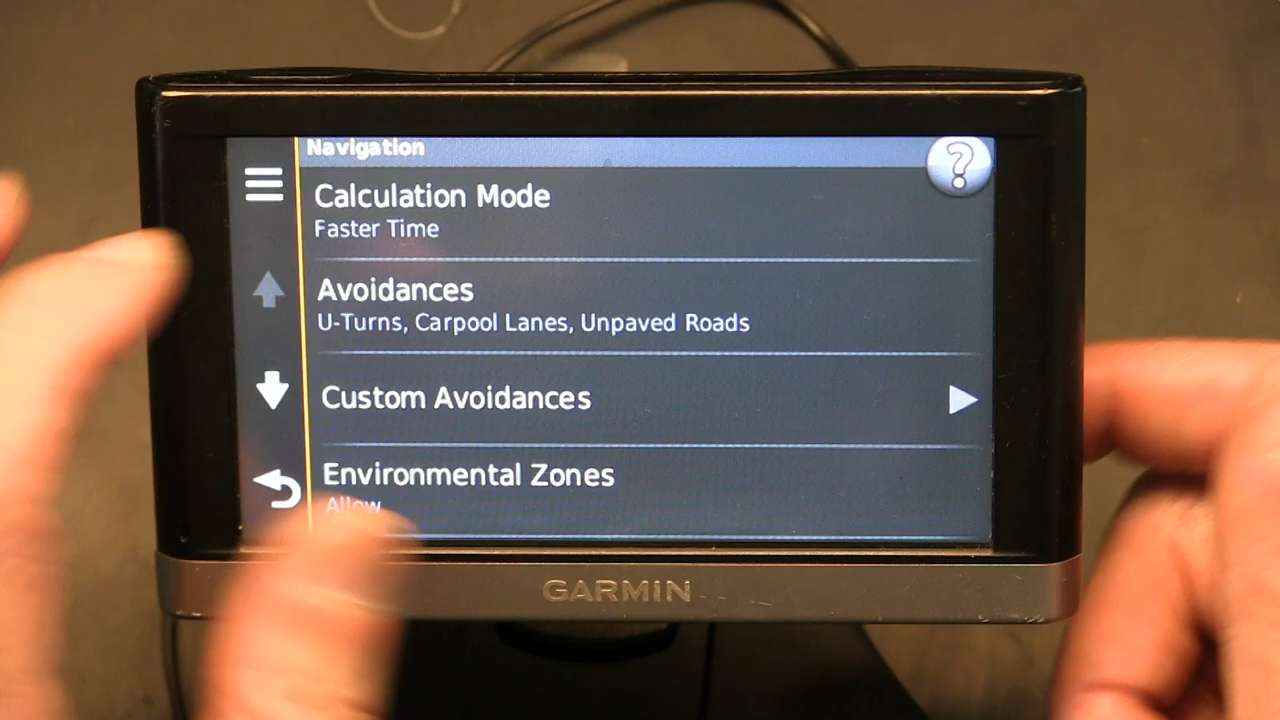 Navigation
?
Calculation Mode
Faster Time
Avoidances
U-Turns, Carpool Lanes, Unpaved Roads
Custom Avoidances
Environmental Zones
Allow
GARMIN